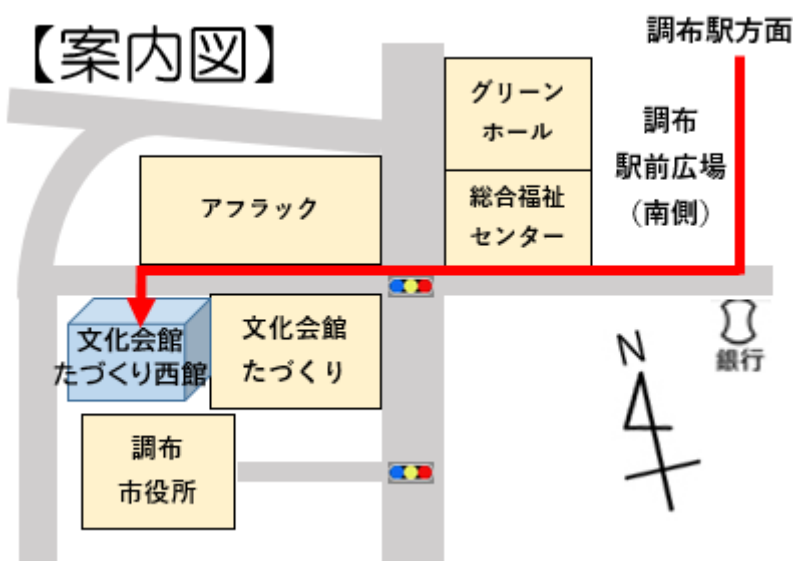 【案内図】
調布駅方面
グリーン
ホール
調布
駅前広場
（南側）
総合福祉
センター
アフラック
文化会館
たづくり西館
文化会館
たづくり
銀行
N
調布
市役所